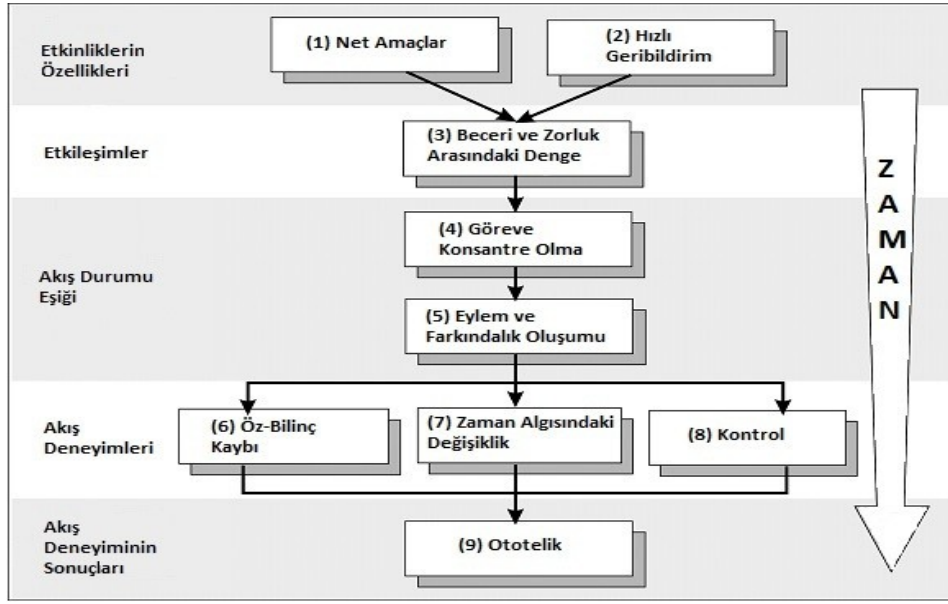 Etkinliklerin
Özellikleri
(1) Net Amaçlar
(2) Hızlı
Geribildirim
Etkileşimler
(3) Beceri ve Zorluk
Arasındaki Denge
Akış Durumu
Eşiği
(4) Göreve
Konsantre Olma
(5) Eylem ve
Farkındalık Oluşumu
Akış
Deneyimleri
(6) Öz-Bilinç
Kaybı
(7) Zaman Algısındaki
Değişiklik
(8) Kontrol
Akış
Deneyiminin
Sonuçları
(9) Ototelik
Z
A
M
A
N